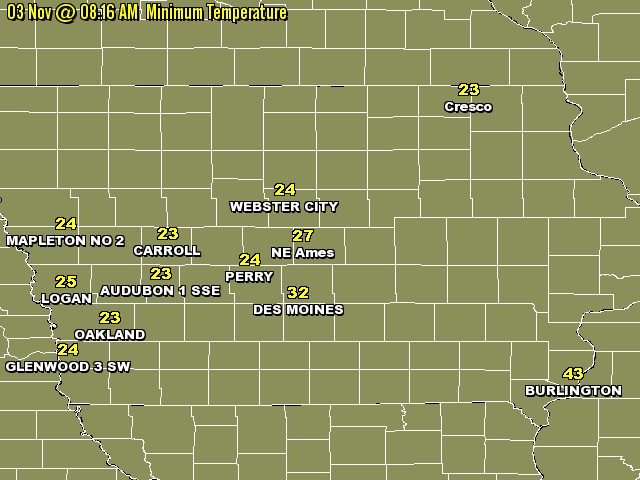 03 Nov @ 08:16 AM Minimum Temperature
23
Cresco
24
WEBSTER CITY
24
MAPLETON NO 2
23
CARROLL
27
NE Ames
24
PERRY
23
AUDUBON 1 SSE
25
LOGAN
32
DES MOINES
23
OAKLAND
24
GLENWOOD 3 SW
43
BURLINGTON